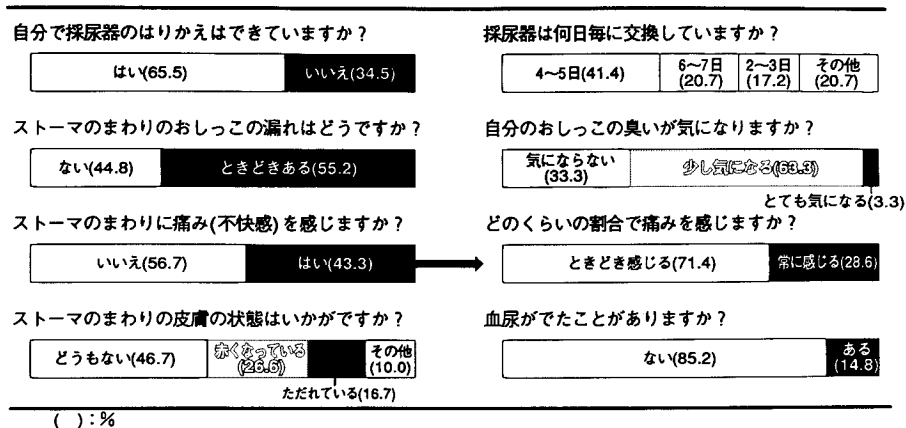 自分で採尿器のはりかえはできていますか？
はい(65.5)
いいえ(34.5)
採尿器は何日毎に交換していますか？
4〜5日(41.4)
6〜7日
(20.7)
2〜3日
(17.2)
その他
(20.7)
ストーマのまわりのおしっこの漏れはどうですか？
ない(44.8)
ときどきある(55.2)
自分のおしっこの臭いが気になりますか？
気にならない
(33.3)
少し気になる(63.3)
とても気になる(3.3)
ストーマのまわりに痛み(不快感)を感じますか？
いいえ(56.7)
はい(43.3)
どのくらいの割合で痛みを感じますか？
ときどき感じる(71.4)
常に感じる(28.6)
ストーマのまわりの皮膚の状態はいかがですか？
どうもない(46.7)
赤くなっている
(26.6)
その他
(10.0)
ただれている(16.7)
血尿がでたことがありますか？
ない(85.2)
ある
(14.8)
( )：%